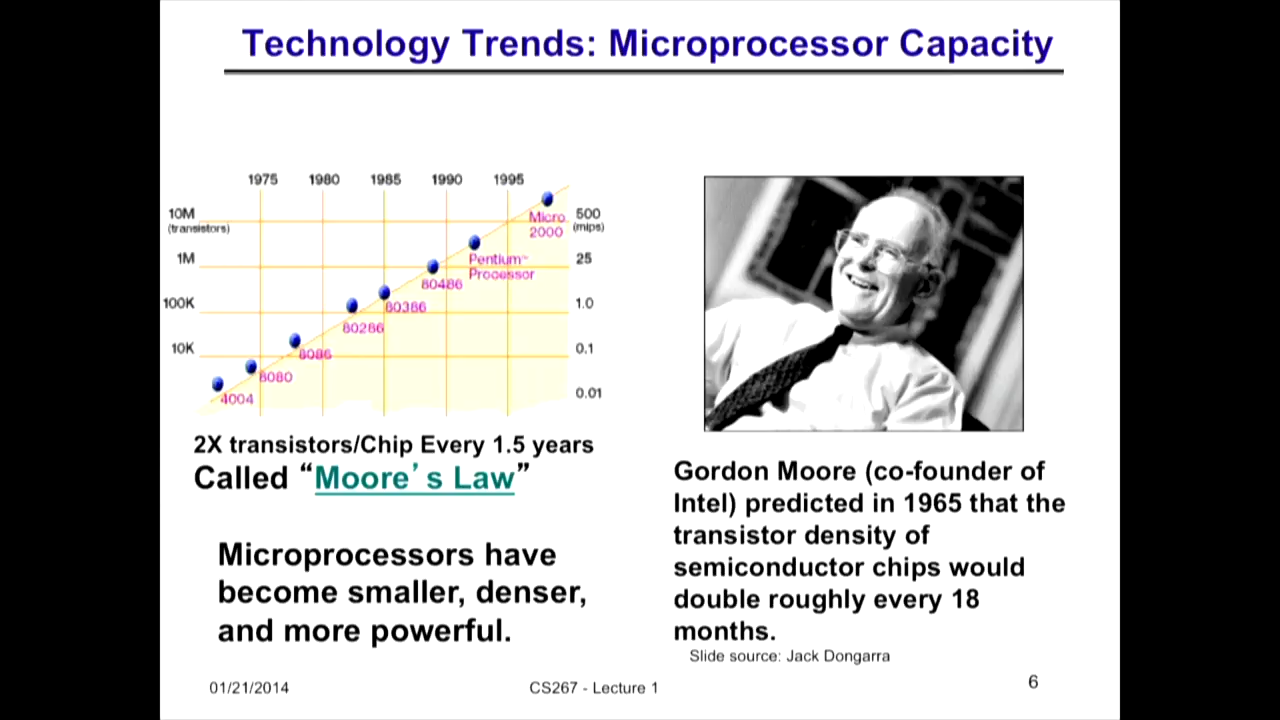 Technology Trends: Microprocessor Capacity
1975 1980 1985 1990 1995
10M
(transistors)
1M
100K
10K
500
(mips)
25
1.0
0.1
0.01
Micro
2000
Pentium™
Processor
80486
80386
80286
8086
8080
4004
2X transistors/Chip Every 1.5 years
Called “Moore’s Law”
Microprocessors have
become smaller, denser,
and more powerful.
Gordon Moore (co-founder of
Intel) predicted in 1965 that the
transistor density of
semiconductor chips would
double roughly every 18
months.
Slide source: Jack Dongarra
01/21/2014
CS267 - Lecture 1
6